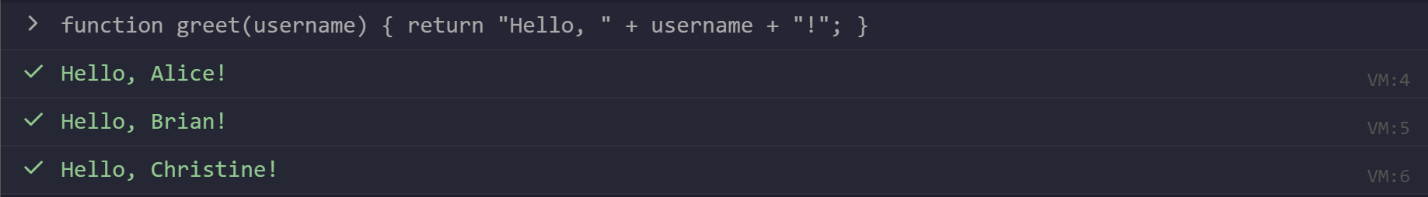 > function greet(username) { return "Hello, " + username + "!"; }
✓ Hello, Alice! VM:4
✓ Hello, Brian! VM:5
✓ Hello, Christine! VM:6